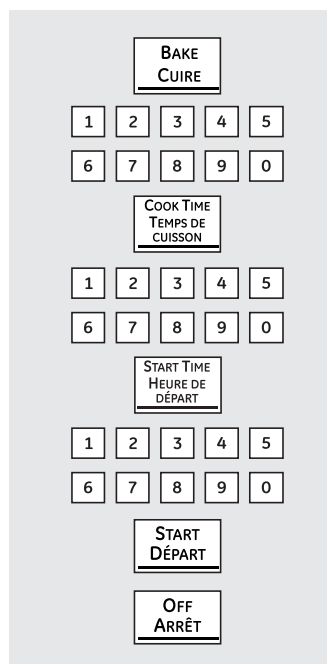 BAKE
CUIRE
1 2 3 4 5
6 7 8 9 0
COOK TIME
TEMPS DE
CUISSON
1 2 3 4 5
6 7 8 9 0
START TIME
HEURE DE
DÉPART
1 2 3 4 5
6 7 8 9 0
START
DÉPART
OFF
ARRÊT